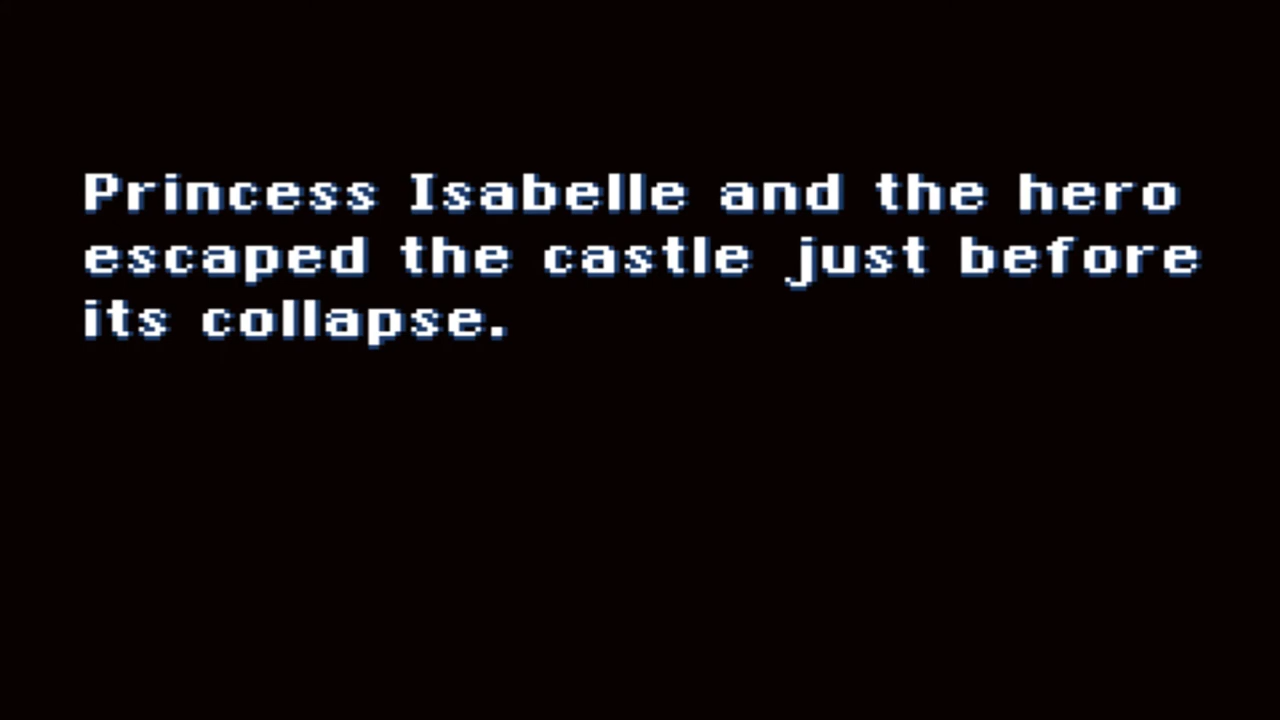 Princess Isabelle and the hero
escaped the castle just before
its collapse.